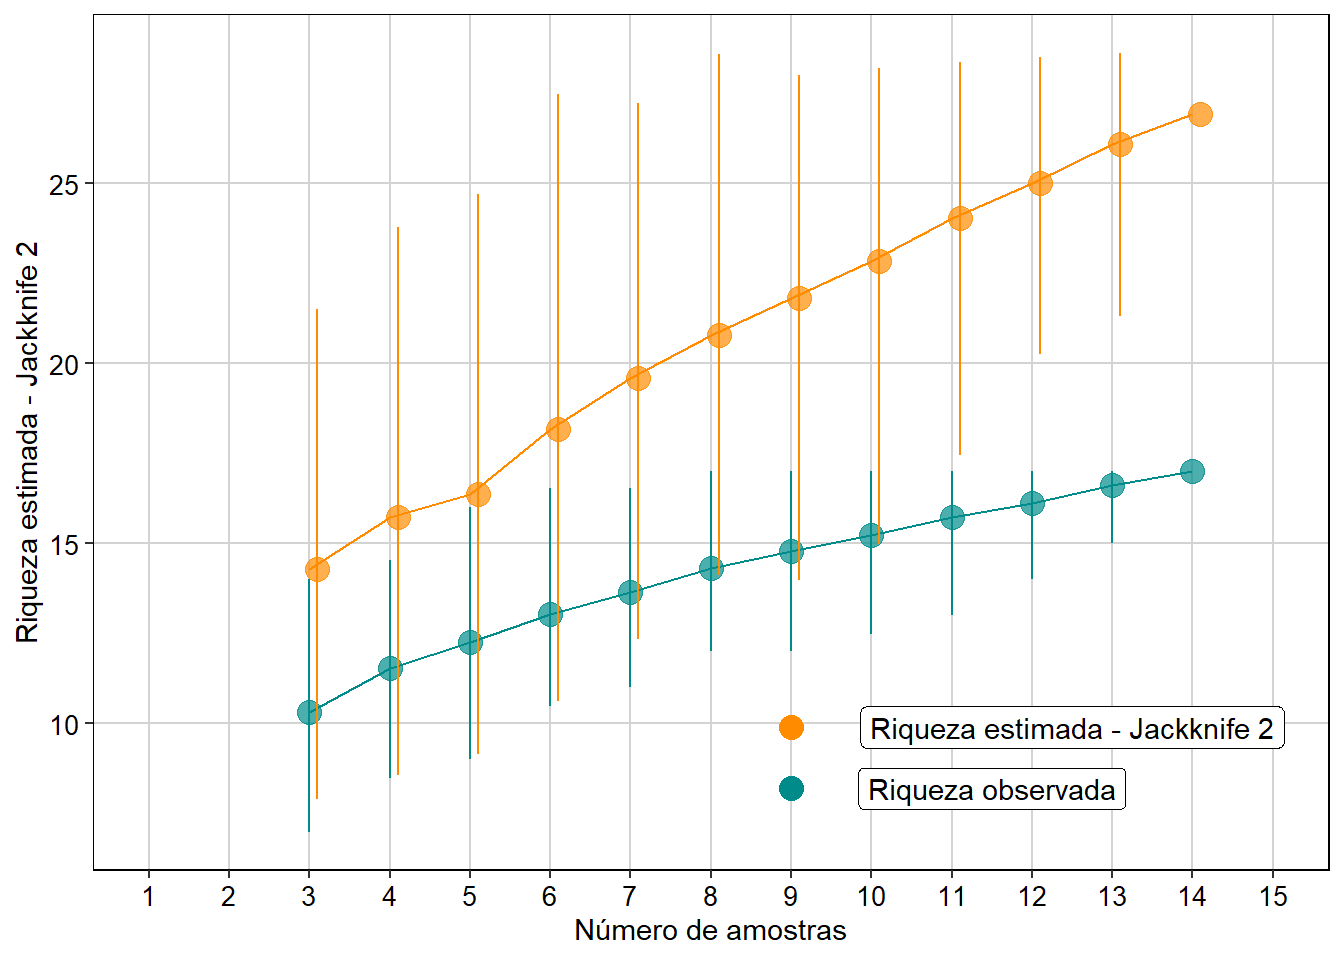 Riqueza estimada - Jackknife 2
25
20
15
10
Riqueza estimada - Jackknife 2
Riqueza observada
1 2 3 4 5 6 7 8 9 10 11 12 13 14 15
Número de amostras